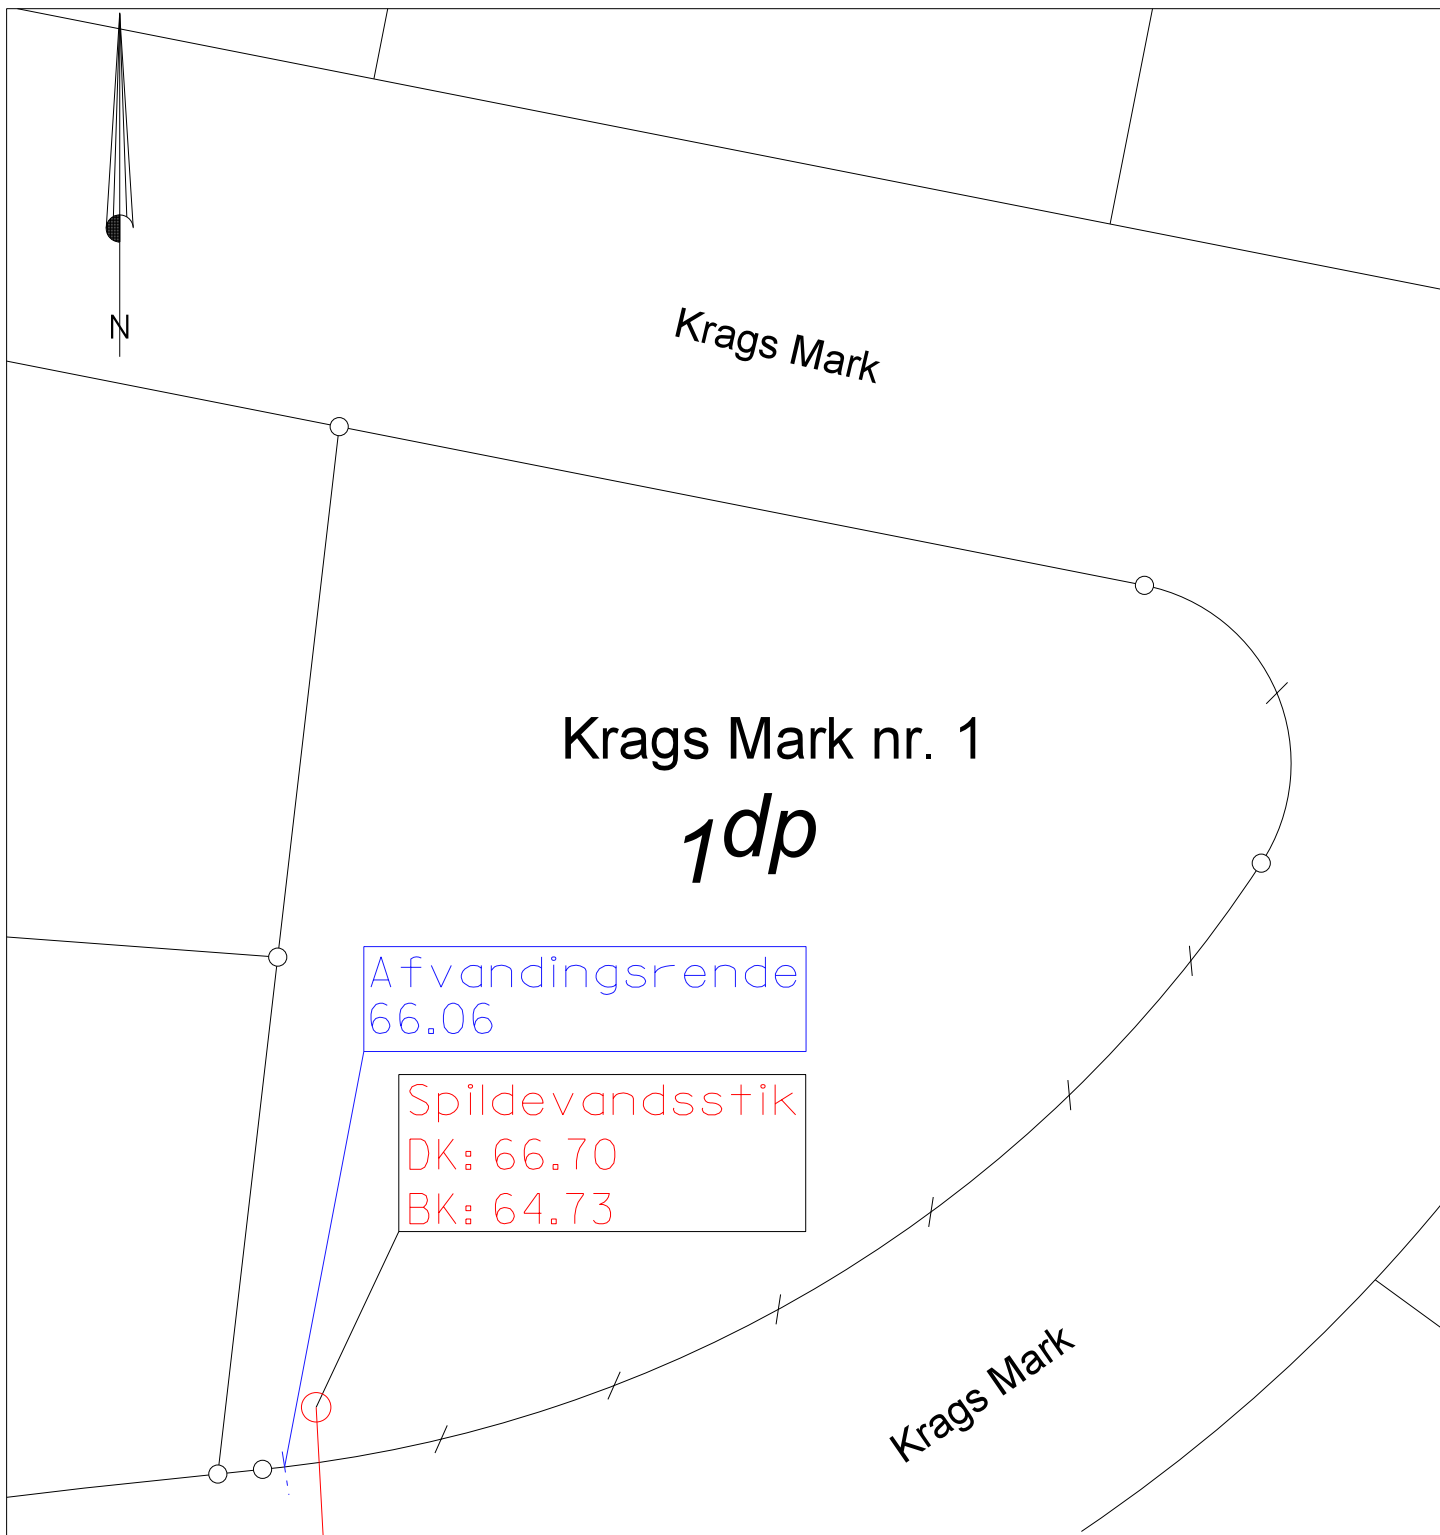 N
Krags Mark
Krags Mark nr. 1
1dp
Afvandingsrende
66.06
Spildevandsstik
DK: 66.70
BK: 64.73
Krags Mark